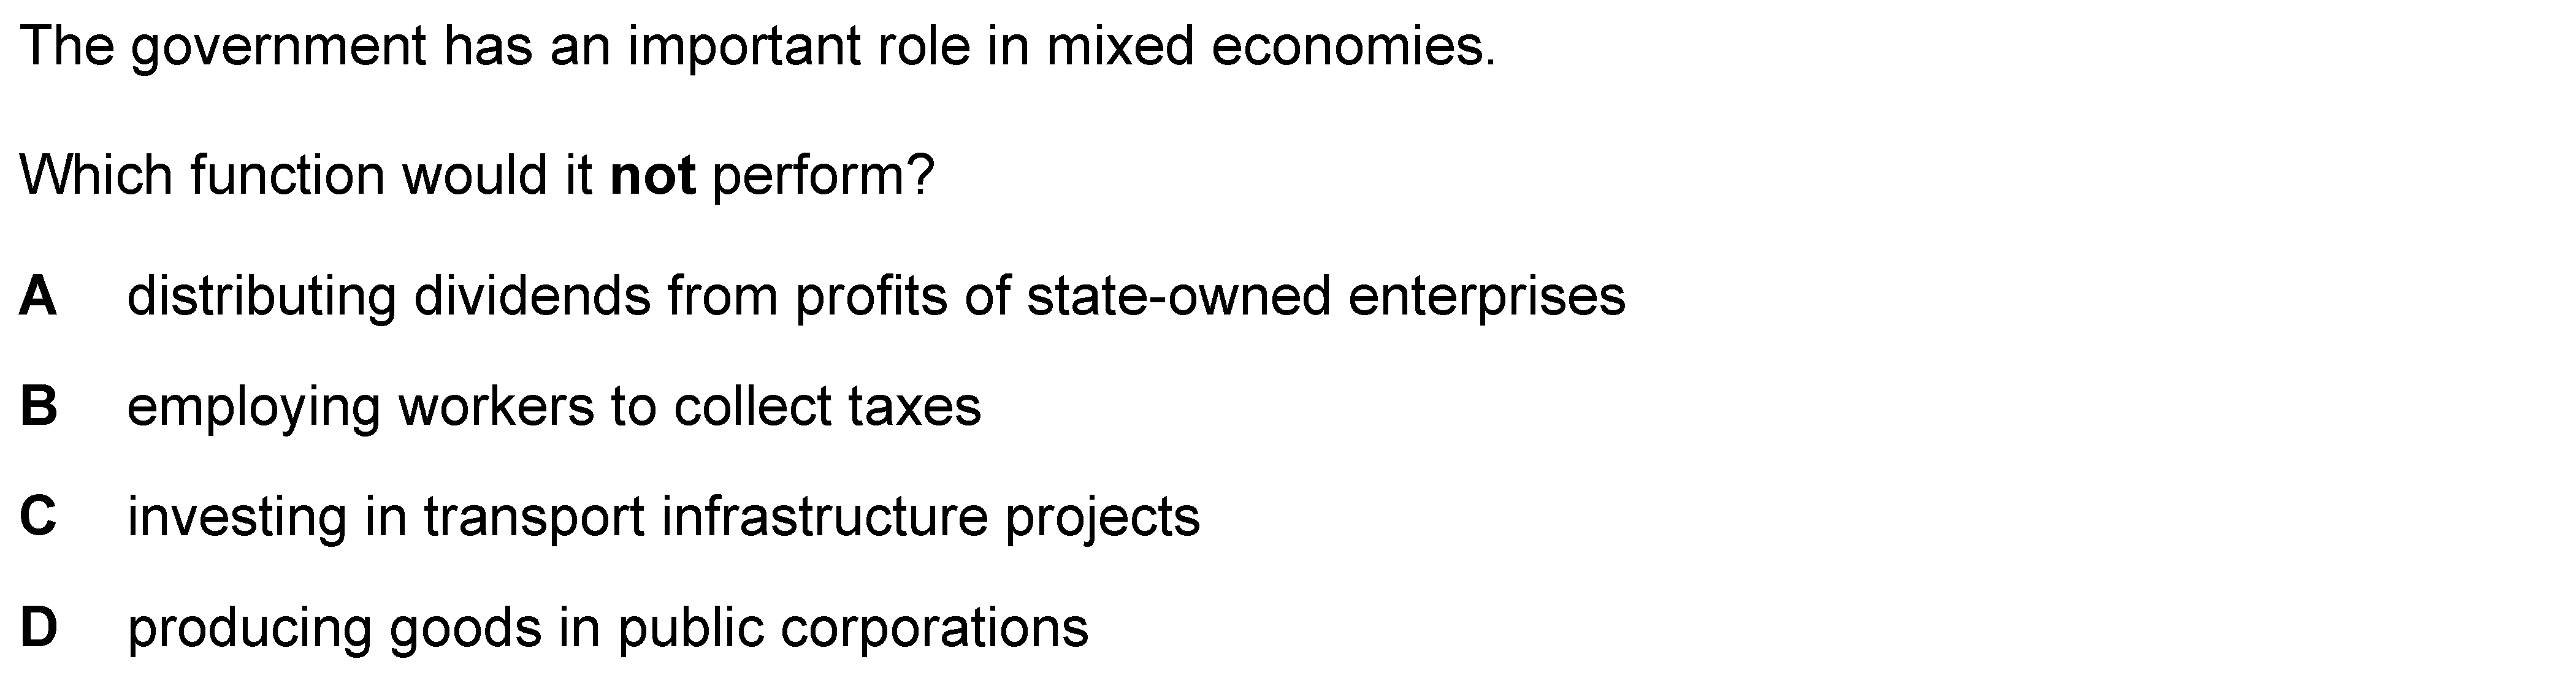 The government has an important role in mixed economies.
Which function would it not perform?
A distributing dividends from profits of state-owned enterprises
B employing workers to collect taxes
C investing in transport infrastructure projects
D producing goods in public corporations